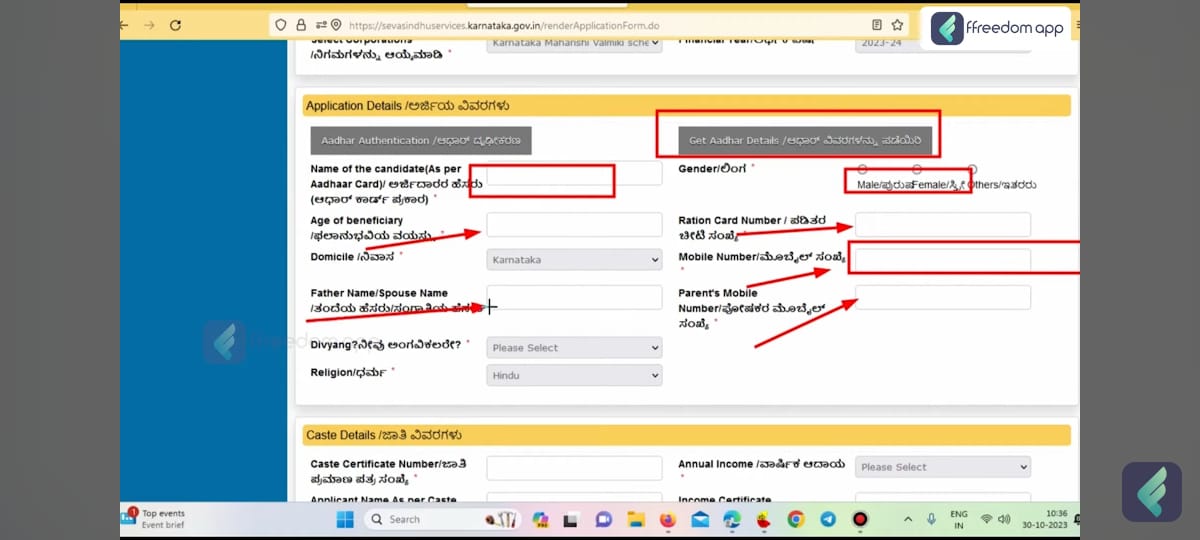 https://sevasindhuservices.karnataka.gov.in/renderApplicationForm.do
ffreedom app
/ನಿಗಮಗಳನ್ನು ಆಯ್ಕೆಮಾಡಿ *
Karnataka Maharishi Valmiki sche
2023-24
Application Details /ಅರ್ಜಿಯ ವಿವರಗಳು
Aadhar Authentication /ಆಧಾರ್ ದೃಢೀಕರಣ
Get Aadhar Details /ಆಧಾರ್ ವಿವರಗಳನ್ನು ಪಡೆಯಿರಿ
Name of the candidate(As per
Aadhaar Card)/ ಅರ್ಜಿದಾರರ ಹೆಸರು
(ಆಧಾರ್ ಕಾರ್ಡ್ ಪ್ರಕಾರ) *
Gender/ಲಿಂಗ *
Male/ಪುರುಷ Female/ಸ್ತ್ರೀ Others/ಇತರರು
Age of beneficiary
/ಫಲಾನುಭವಿಯ ವಯಸ್ಸು *
Ration Card Number / ಪಡಿತರ
ಚೀಟಿ ಸಂಖ್ಯೆ *
Domicile /ನಿವಾಸ *
Karnataka
Mobile Number/ಮೊಬೈಲ್ ಸಂಖ್ಯೆ
*
Father Name/Spouse Name
/ತಂದೆಯ ಹೆಸರು/ಸಂಗಾತಿಯ ಹೆಸರು
Parent's Mobile
Number/ಪೋಷಕರ ಮೊಬೈಲ್
ಸಂಖ್ಯೆ *
ffreedom app
Divyang?ನೀವು ಅಂಗವಿಕಲರೇ? *
Please Select
Religion/ಧರ್ಮ *
Hindu
Caste Details /ಜಾತಿ ವಿವರಗಳು
Caste Certificate Number/ಜಾತಿ
ಪ್ರಮಾಣ ಪತ್ರ ಸಂಖ್ಯೆ *
Annual Income /ವಾರ್ಷಿಕ ಆದಾಯ
*
Please Select
Applicant Name As per Caste
Income Certificate
1
Top events
Event brief
Search
ENG
IN
10:36
30-10-2023